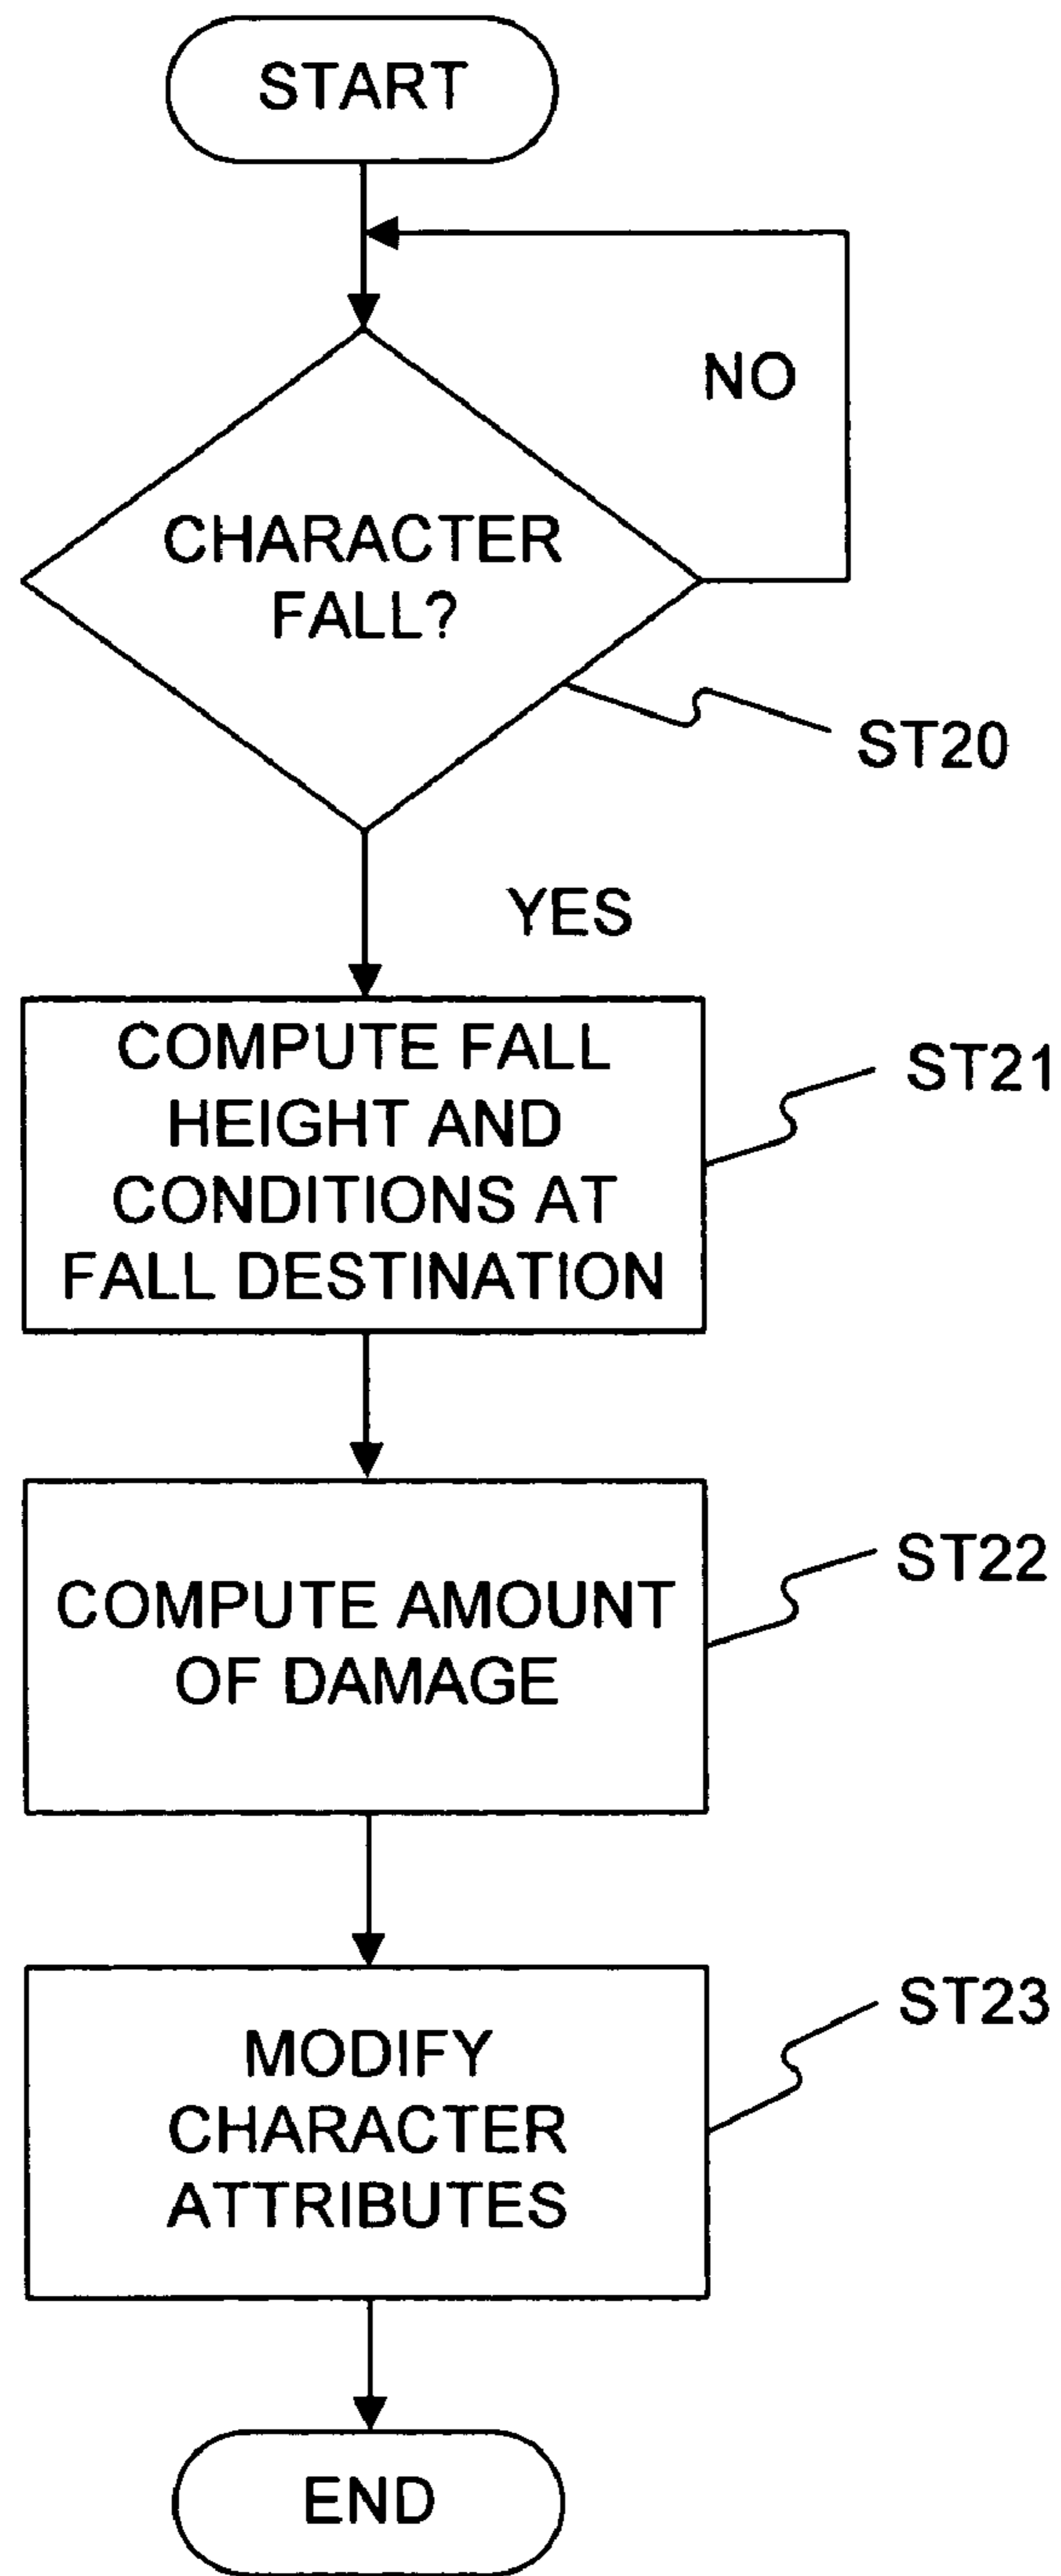 START
NO
CHARACTER
FALL?
ST20
YES
COMPUTE FALL
HEIGHT AND
CONDITIONS AT
FALL DESTINATION
ST21
COMPUTE AMOUNT
OF DAMAGE
ST22
MODIFY
CHARACTER
ATTRIBUTES
ST23
END